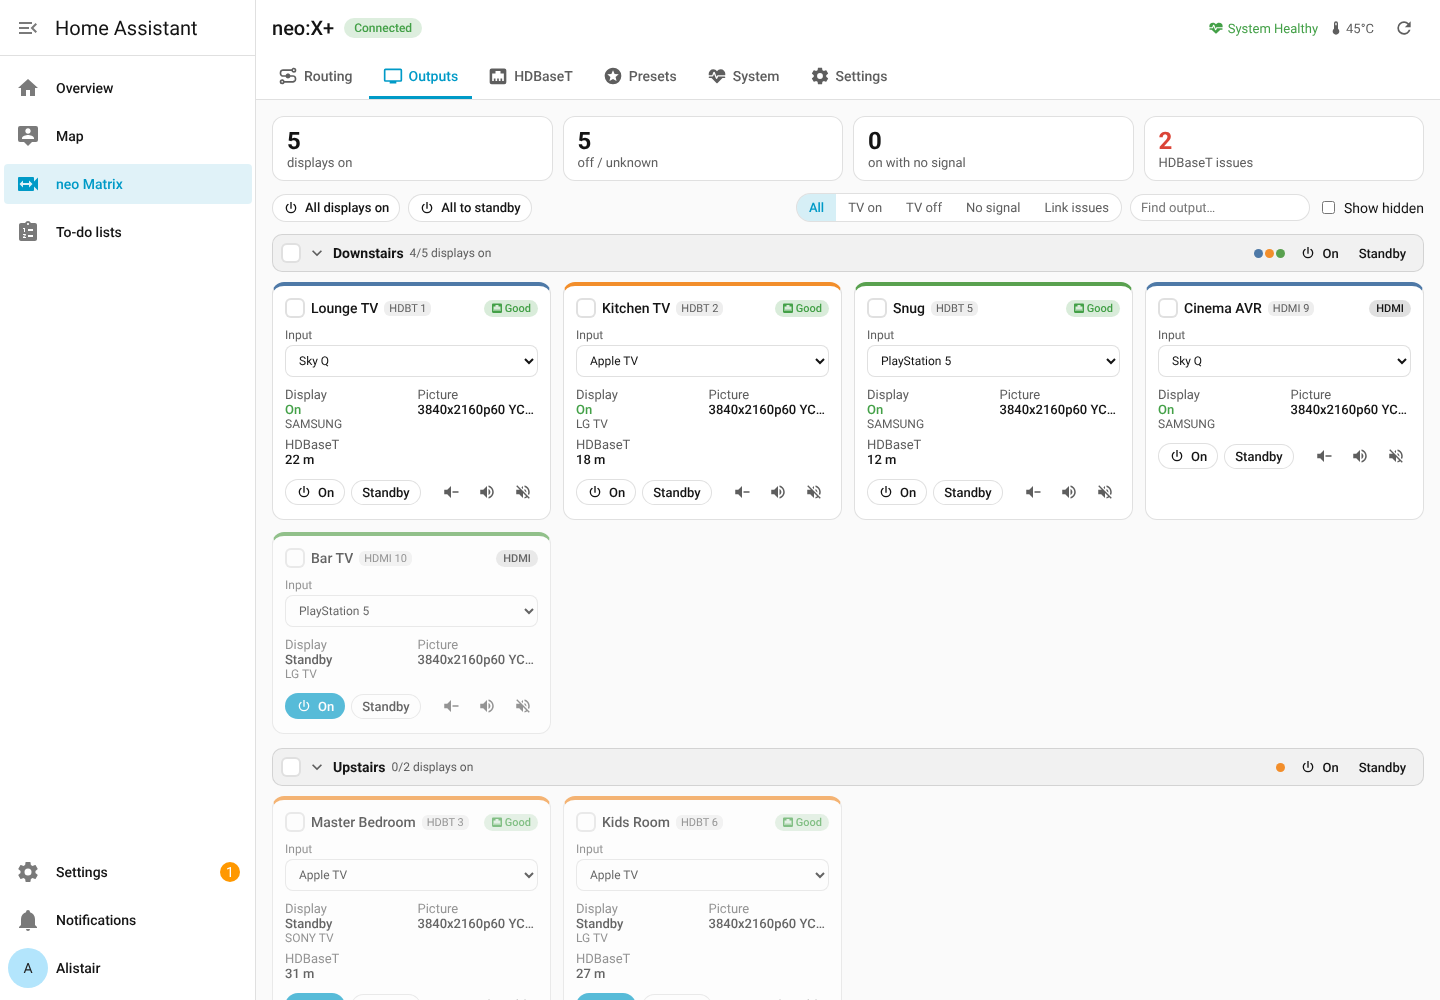 Home Assistant
neo:X+ Connected
System Healthy 45°C
Overview
Map
neo Matrix
To-do lists
Settings 1
Notifications
A Alistair
Routing Outputs HDBaseT Presets System Settings
5
displays on
5
off / unknown
0
on with no signal
2
HDBaseT issues
All displays on All to standby All TV on TV off No signal Link issues Find output... Show hidden
Downstairs 4/5 displays on On Standby
Lounge TV HDBT 1 Good
Input
Sky Q
Display Picture
On 3840x2160p60 YC...
SAMSUNG
HDBaseT
22 m
On Standby
Kitchen TV HDBT 2 Good
Input
Apple TV
Display Picture
On 3840x2160p60 YC...
LG TV
HDBaseT
18 m
On Standby
Snug HDBT 5 Good
Input
PlayStation 5
Display Picture
On 3840x2160p60 YC...
SAMSUNG
HDBaseT
12 m
On Standby
Cinema AVR HDMI 9 HDMI
Input
Sky Q
Display Picture
On 3840x2160p60 YC...
SAMSUNG
On Standby
Bar TV HDMI 10 HDMI
Input
PlayStation 5
Display Picture
Standby 3840x2160p60 YC...
LG TV
On Standby
Upstairs 0/2 displays on On Standby
Master Bedroom HDBT 3 Good
Input
Apple TV
Display Picture
Standby 3840x2160p60 YC...
SONY TV
HDBaseT
31 m
Kids Room HDBT 6 Good
Input
Apple TV
Display Picture
Standby 3840x2160p60 YC...
LG TV
HDBaseT
27 m